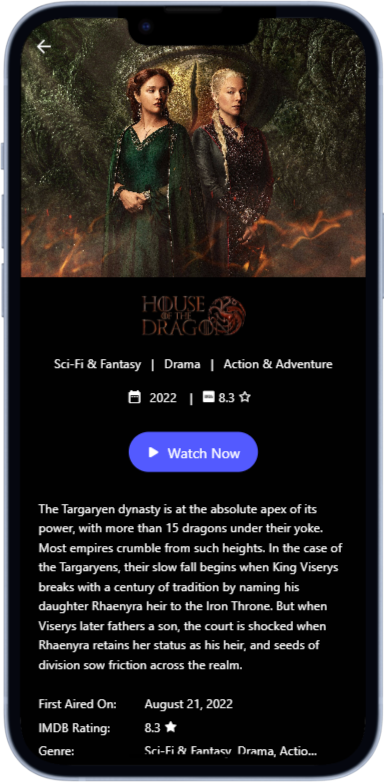 HOUSE
OF THE
DRAGON
Sci-Fi & Fantasy | Drama | Action & Adventure
2022 | 8.3
Watch Now
The Targaryen dynasty is at the absolute apex of its
power, with more than 15 dragons under their yoke.
Most empires crumble from such heights. In the case of
the Targaryens, their slow fall begins when King Viserys
breaks with a century of tradition by naming his
daughter Rhaenyra heir to the Iron Throne. But when
Viserys later fathers a son, the court is shocked when
Rhaenyra retains her status as his heir, and seeds of
division sow friction across the realm.
First Aired On: August 21, 2022
IMDB Rating: 8.3
Genre: Sci-Fi & Fantasy, Drama, Actio...